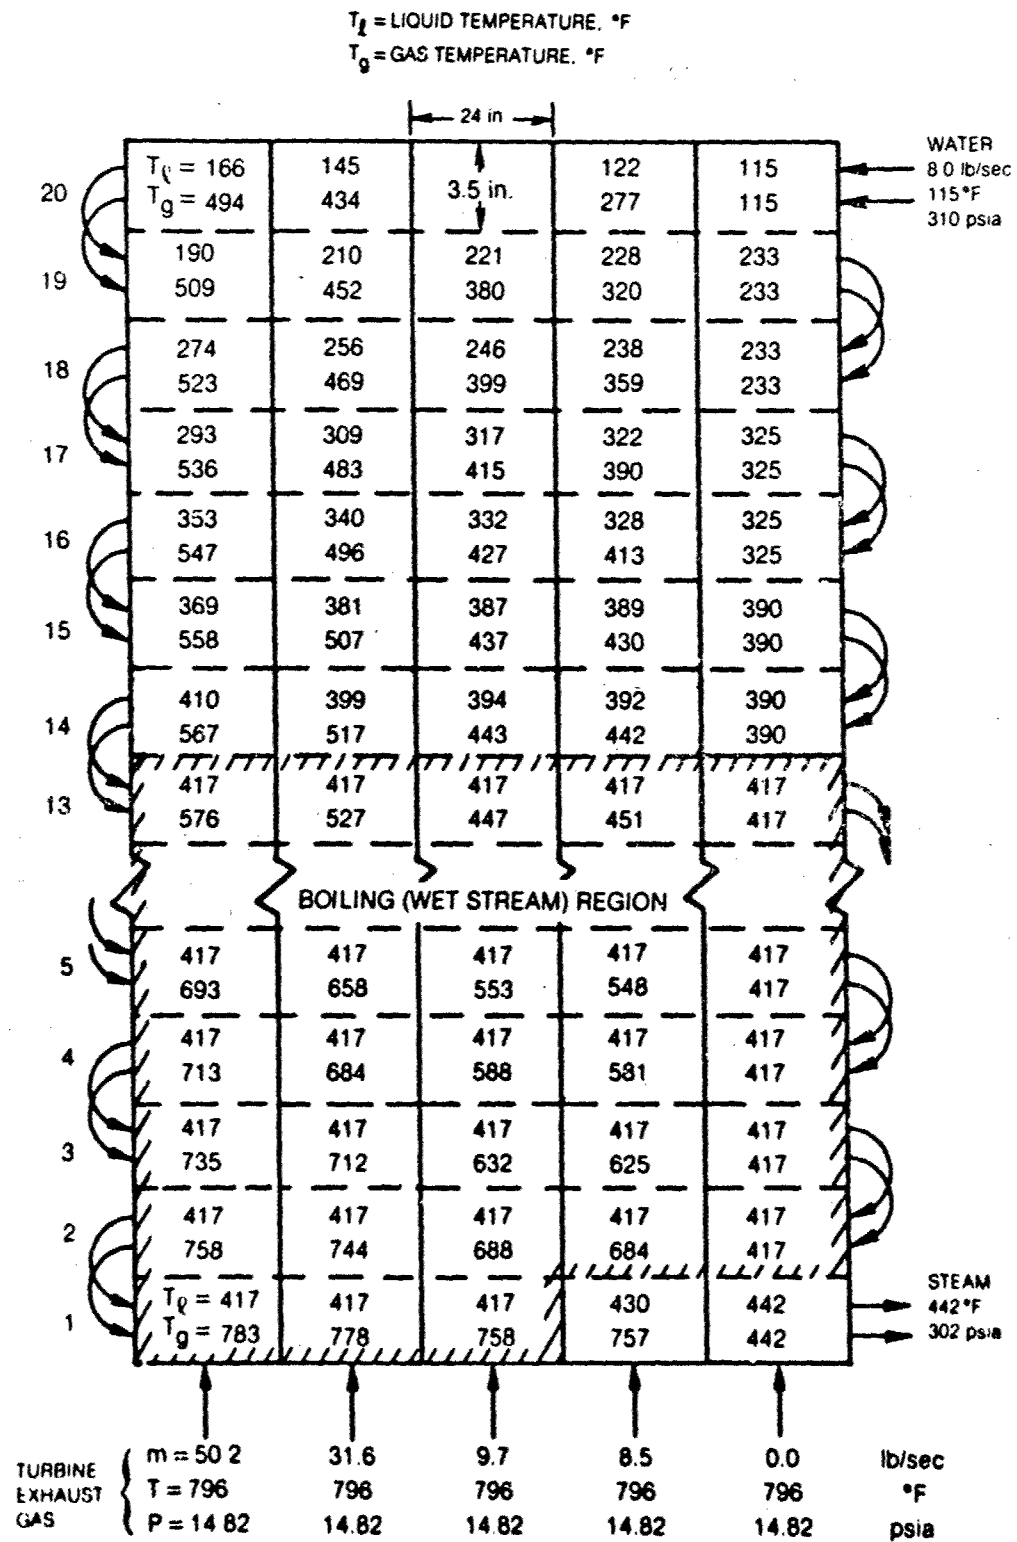 Tℓ = LIQUID TEMPERATURE. °F
Tg = GAS TEMPERATURE. °F
24 in
WATER
8.0 lb/sec
115°F
310 psia
20
Tℓ = 166 145 3.5 in. 122 115
Tg = 494 434 277 115
19
190 210 221 228 233
509 452 380 320 233
18
274 256 246 238 233
523 469 399 359 233
17
293 309 317 322 325
536 483 415 390 325
16
353 340 332 328 325
547 496 427 413 325
15
369 381 387 389 390
558 507 437 430 390
14
410 399 394 392 390
567 517 443 442 390
13
417 417 417 417 417
576 527 447 451 417
BOILING (WET STREAM) REGION
5
417 417 417 417 417
693 658 553 548 417
4
417 417 417 417 417
713 684 588 581 417
3
417 417 417 417 417
735 712 632 625 417
2
417 417 417 417 417
758 744 688 684 417
1
Tℓ = 417 417 417 430 442
Tg = 783 778 758 757 442
STEAM
442°F
302 psia
TURBINE
EXHAUST
GAS
m = 50 2 31.6 9.7 8.5 0.0 lb/sec
T = 796 796 796 796 796 °F
P = 14 82 14.82 14.82 14.82 14.82 psia